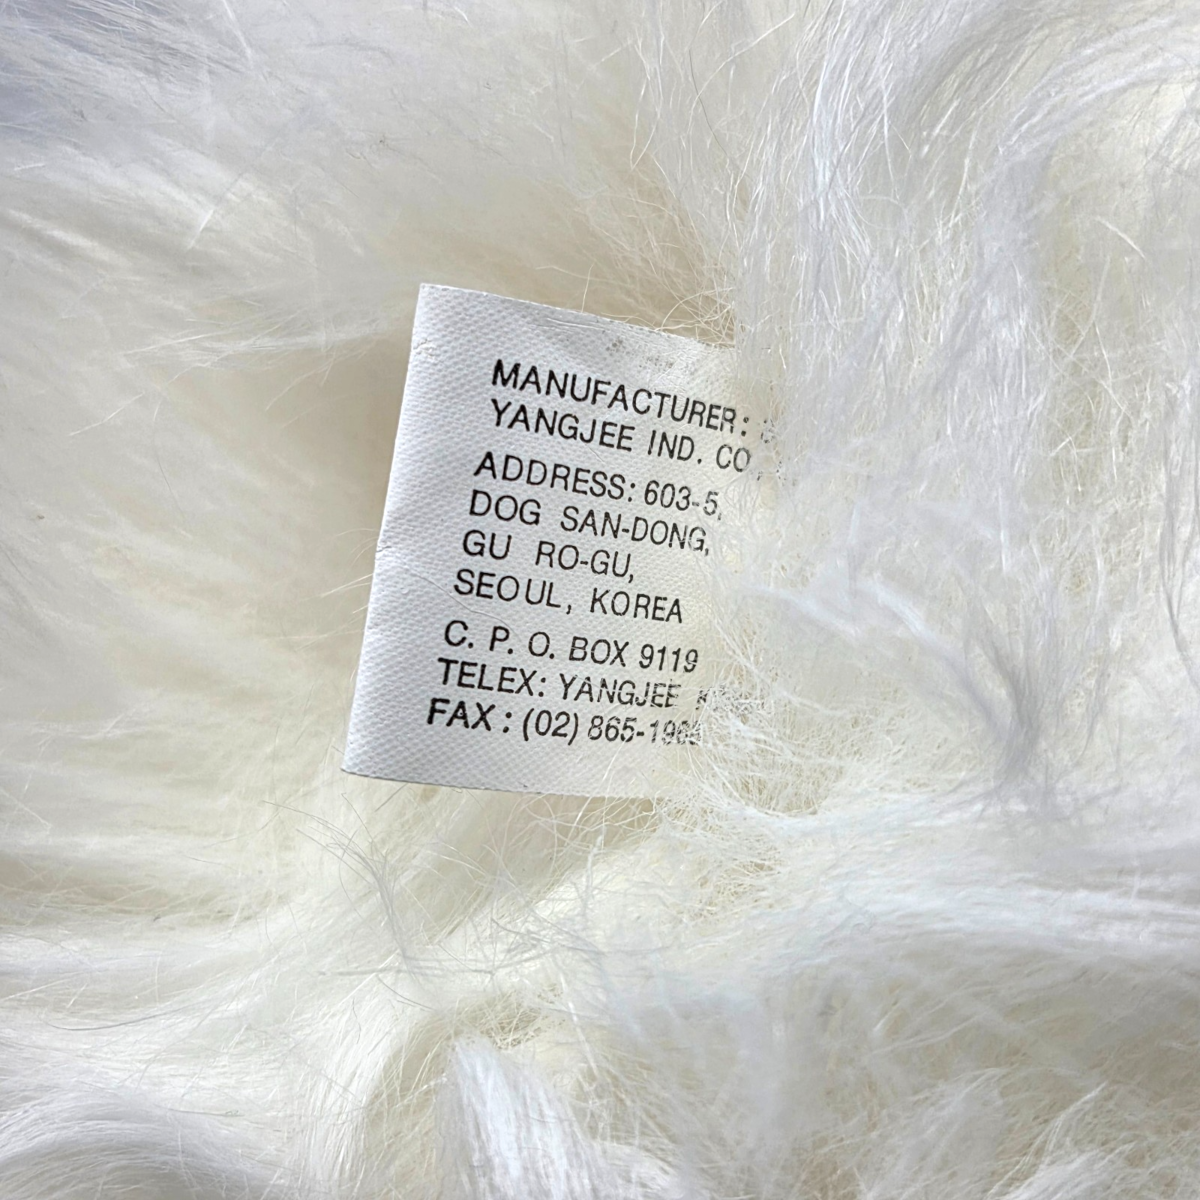 MANUFACTURER:
YANGJEE IND. CO
ADDRESS: 603-5,
DOG SAN-DONG,
GU RO-GU,
SEOUL, KOREA
C. P. O. BOX 9119
TELEX: YANGJEE
FAX : (02)